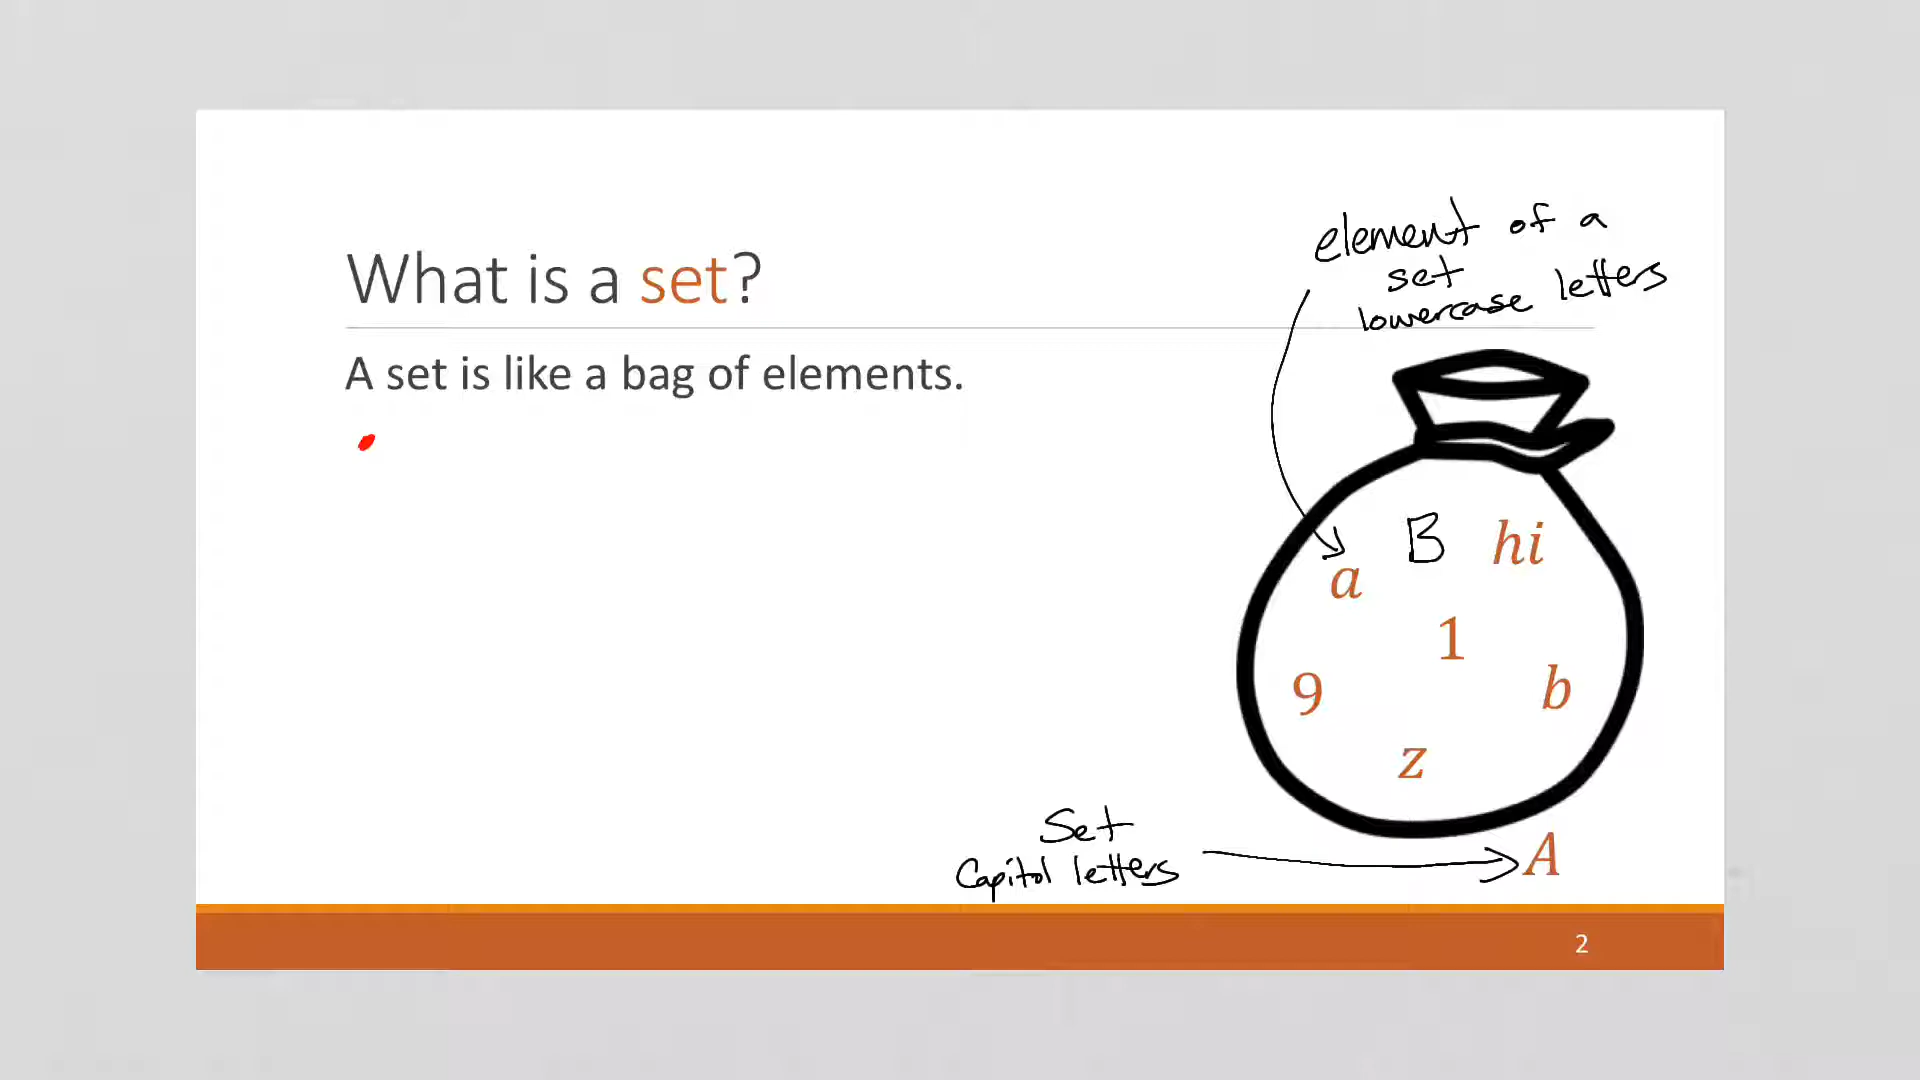 What is a set?
A set is like a bag of elements.
element of a
set
lowercase letters
B hi
a
1
9 b
z
Set
Capitol letters
A
2